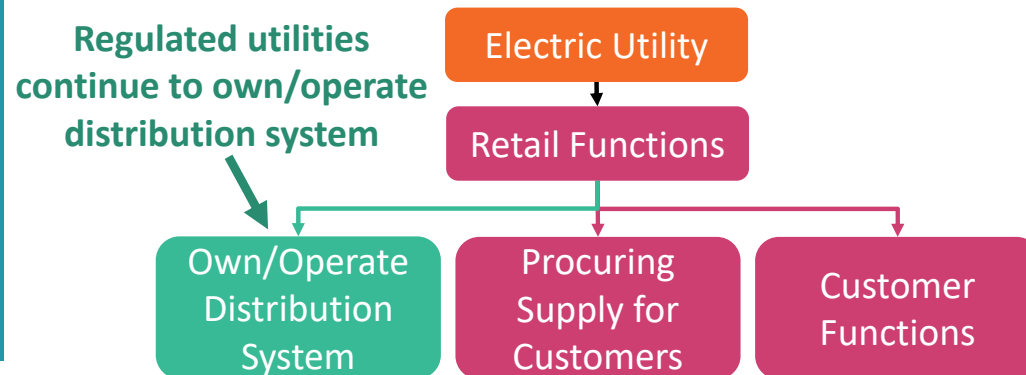 Regulated utilities
continue to own/operate
distribution system
Electric Utility
Retail Functions
Own/Operate
Distribution
System
Procuring
Supply for
Customers
Customer
Functions